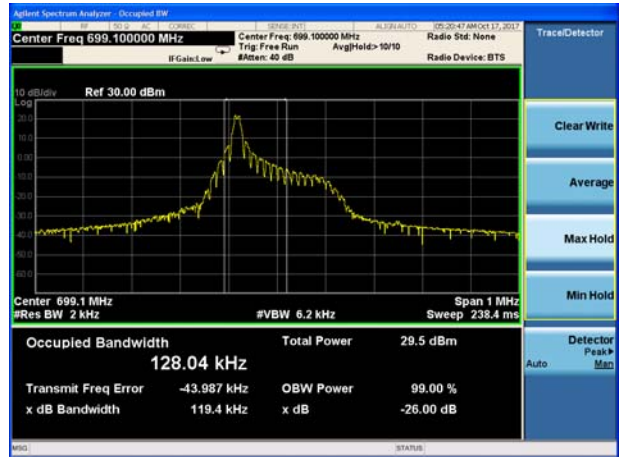 Agilent Spectrum Analyzer - Occupied BW
RF 50 Ω AC CORREC SENSE:INT ALIGN AUTO 05:20:47 AM Oct 17, 2017
Center Freq 699.100000 MHz Center Freq: 699.100000 MHz Radio Std: None Trace/Detector
Trig: Free Run Avg|Hold:> 10/10
IFGain:Low #Atten: 40 dB Radio Device: BTS
10 dB/div Ref 30.00 dBm
Log
20.0
10.0
0.00
-10.0
-20.0
-30.0
-40.0
-50.0
-60.0
Clear Write
Average
Max Hold
Min Hold
Center 699.1 MHz Span 1 MHz
#Res BW 2 kHz #VBW 6.2 kHz Sweep 238.4 ms
Occupied Bandwidth Total Power 29.5 dBm
128.04 kHz
Transmit Freq Error -43.987 kHz OBW Power 99.00 %
x dB Bandwidth 119.4 kHz x dB -26.00 dB
Detector
Peak▶
Auto Man
MSG STATUS